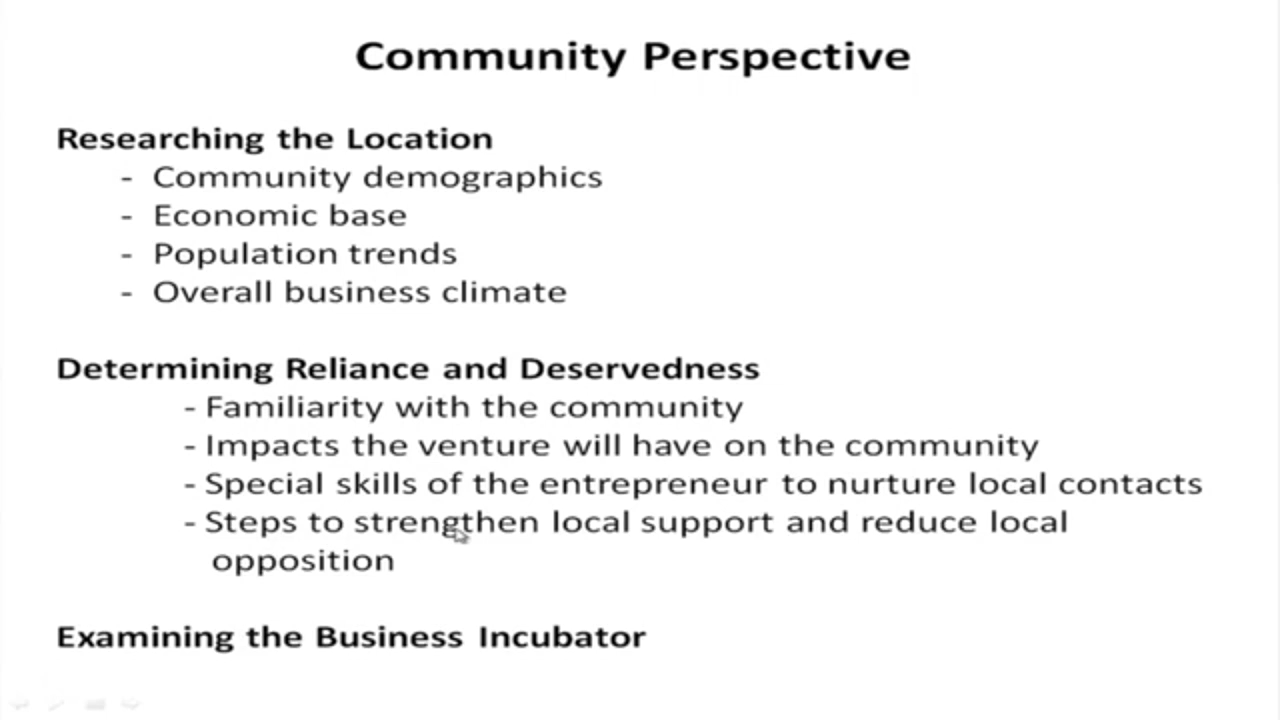 Community Perspective
Researching the Location
- Community demographics
- Economic base
- Population trends
- Overall business climate
Determining Reliance and Deservedness
- Familiarity with the community
- Impacts the venture will have on the community
- Special skills of the entrepreneur to nurture local contacts
- Steps to strengthen local support and reduce local
opposition
Examining the Business Incubator